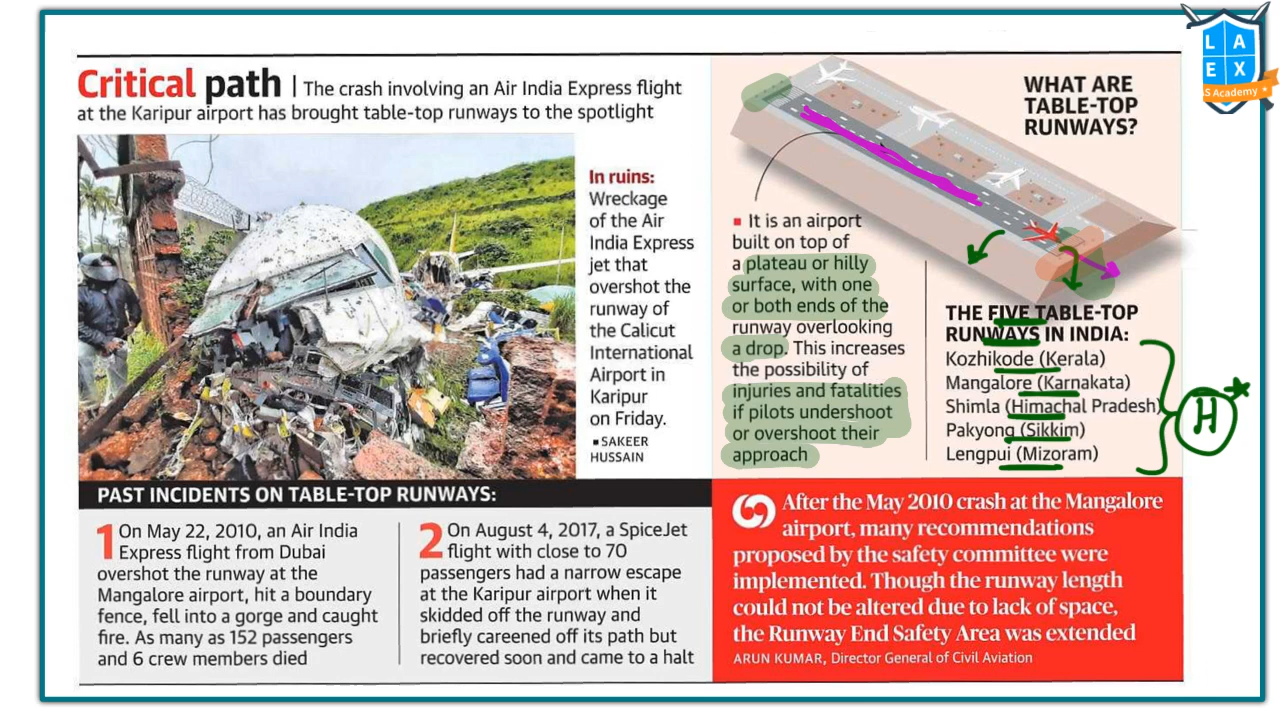 L A
E X
S Academy
Critical path | The crash involving an Air India Express flight
at the Karipur airport has brought table-top runways to the spotlight
In ruins:
Wreckage
of the Air
India Express
jet that
overshot the
runway of
the Calicut
International
Airport in
Karipur
on Friday.
▪ SAKEER
HUSSAIN
WHAT ARE
TABLE-TOP
RUNWAYS?
▪ It is an airport
built on top of
a plateau or hilly
surface, with one
or both ends of the
runway overlooking
a drop. This increases
the possibility of
injuries and fatalities
if pilots undershoot
or overshoot their
approach
THE FIVE TABLE-TOP
RUNWAYS IN INDIA:
Kozhikode (Kerala)
Mangalore (Karnakata)
Shimla (Himachal Pradesh)
Pakyong (Sikkim)
Lengpui (Mizoram)
H
PAST INCIDENTS ON TABLE-TOP RUNWAYS:
1 On May 22, 2010, an Air India
Express flight from Dubai
overshot the runway at the
Mangalore airport, hit a boundary
fence, fell into a gorge and caught
fire. As many as 152 passengers
and 6 crew members died
2 On August 4, 2017, a SpiceJet
flight with close to 70
passengers had a narrow escape
at the Karipur airport when it
skidded off the runway and
briefly careened off its path but
recovered soon and came to a halt
After the May 2010 crash at the Mangalore
airport, many recommendations
proposed by the safety committee were
implemented. Though the runway length
could not be altered due to lack of space,
the Runway End Safety Area was extended
ARUN KUMAR, Director General of Civil Aviation